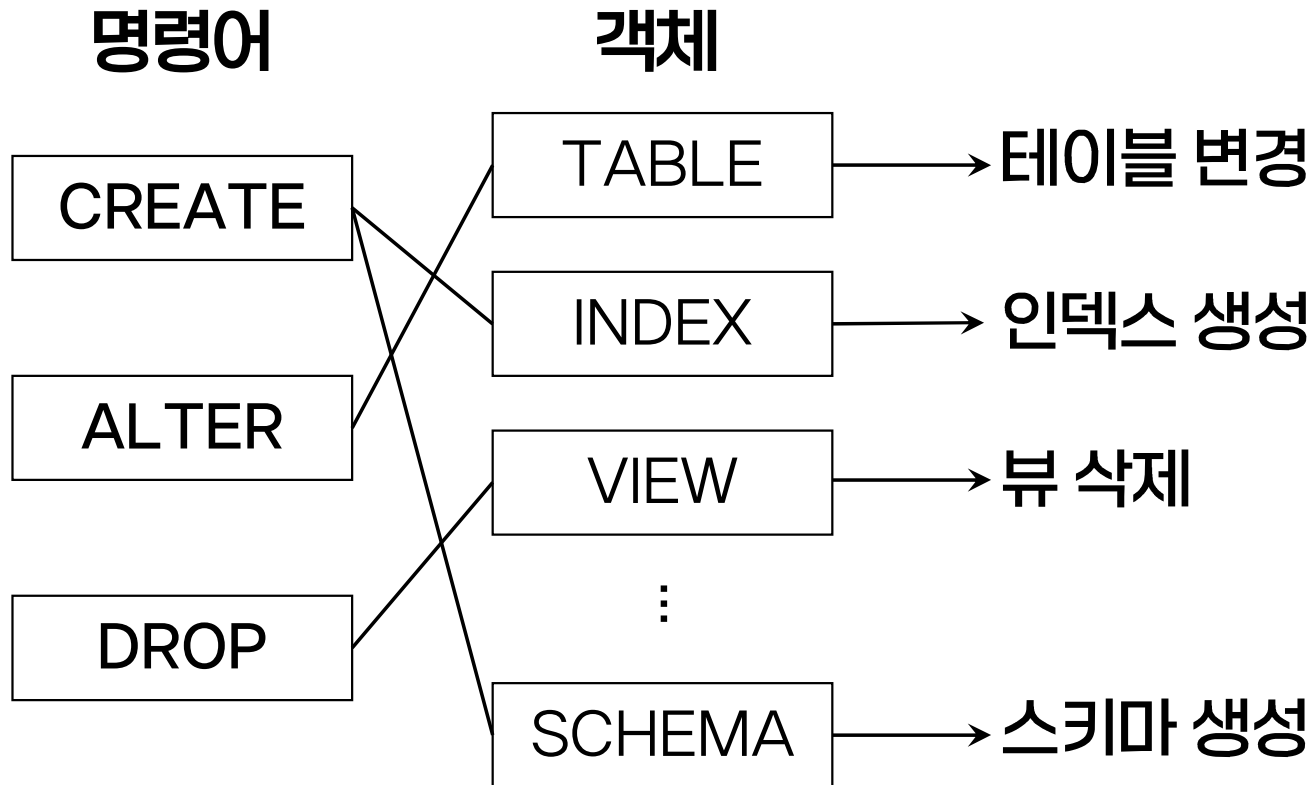 명령어
객체
CREATE
ALTER
DROP
TABLE
INDEX
VIEW
⋮
SCHEMA
테이블 변경
인덱스 생성
뷰 삭제
스키마 생성